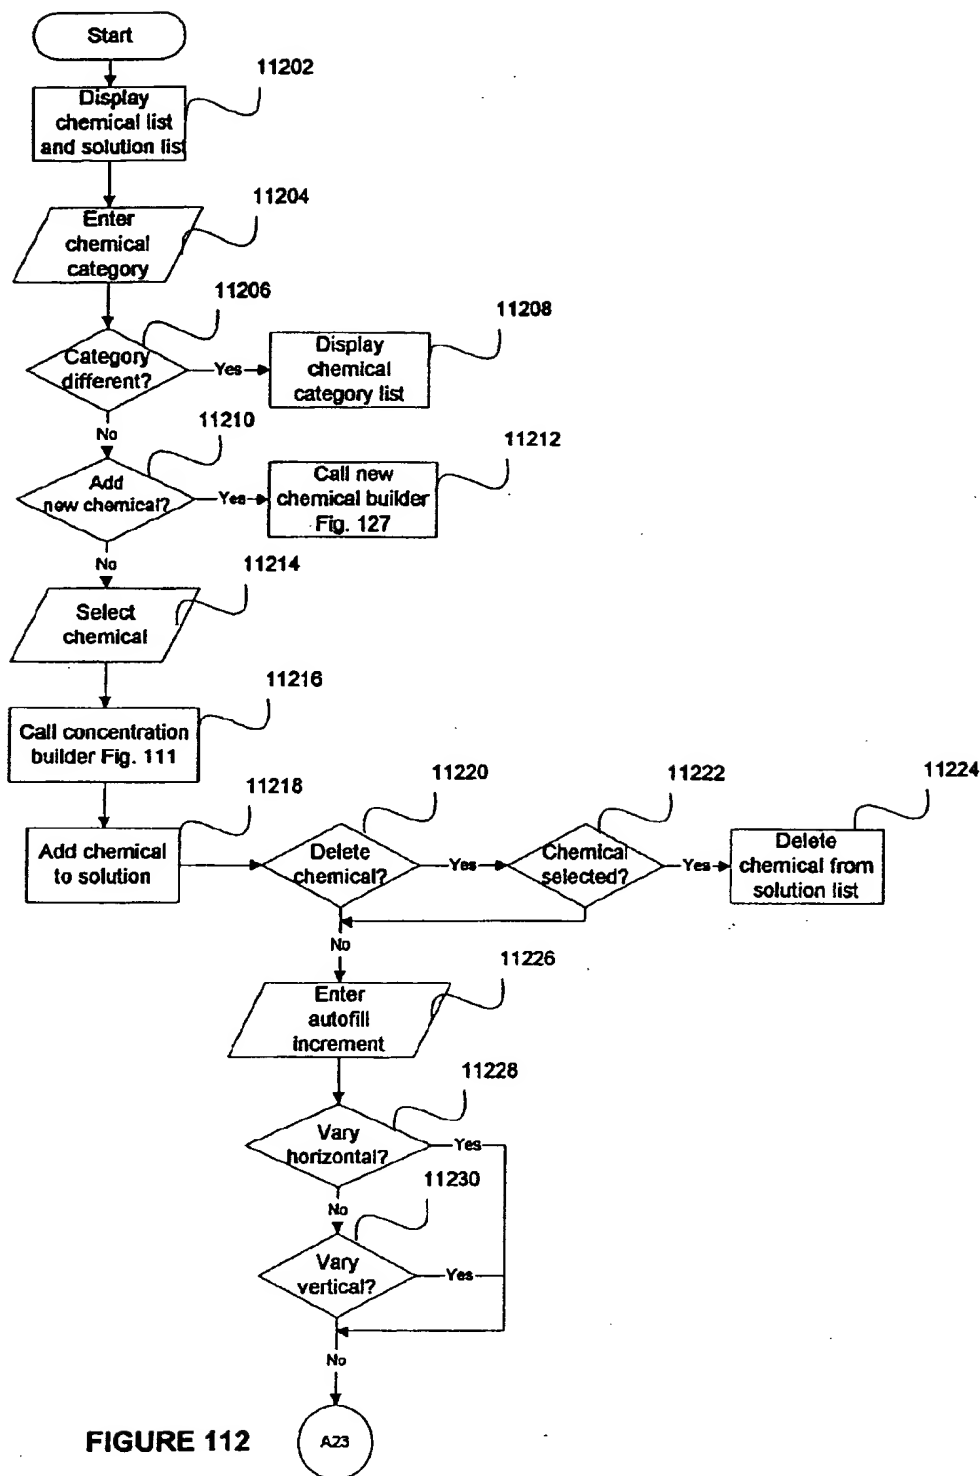 Start
11202
Display
chemical list
and solution list
11204
Enter
chemical
category
11206
Category
different?
Yes
11208
Display
chemical
category list
No
11210
Add
new chemical?
Yes
11212
Call new
chemical builder
Fig. 127
No
11214
Select
chemical
11216
Call concentration
builder Fig. 111
11218
Add chemical
to solution
11220
Delete
chemical?
Yes
11222
Chemical
selected?
Yes
11224
Delete
chemical from
solution list
No
11226
Enter
autofill
increment
11228
Vary
horizontal?
Yes
No
11230
Vary
vertical?
Yes
No
A23
FIGURE 112